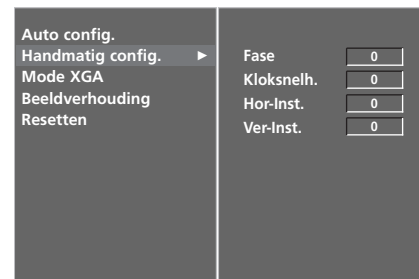 Auto config.
Handmatig config. ►
Mode XGA
Beeldverhouding
Resetten
Fase 0
Kloksnelh. 0
Hor-Inst. 0
Ver-Inst. 0